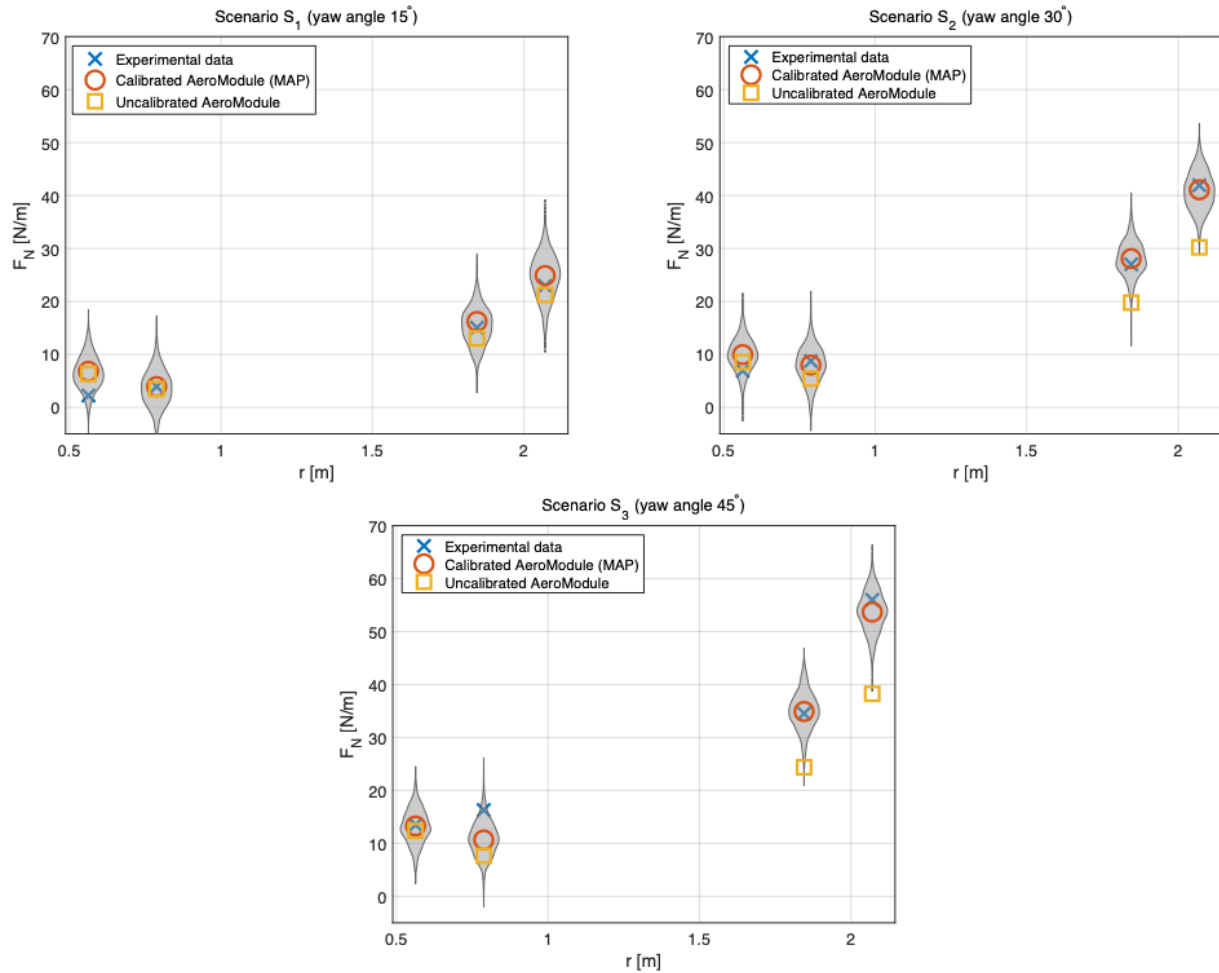 Scenario S1 (yaw angle 15°)
70
60
50
40
30
20
10
0
F_N [N/m]
Experimental data
Calibrated AeroModule (MAP)
Uncalibrated AeroModule
0.5 1 1.5 2
r [m]
Scenario S2 (yaw angle 30°)
70
60
50
40
30
20
10
0
F_N [N/m]
Experimental data
Calibrated AeroModule (MAP)
Uncalibrated AeroModule
0.5 1 1.5 2
r [m]
Scenario S3 (yaw angle 45°)
70
60
50
40
30
20
10
0
F_N [N/m]
Experimental data
Calibrated AeroModule (MAP)
Uncalibrated AeroModule
0.5 1 1.5 2
r [m]